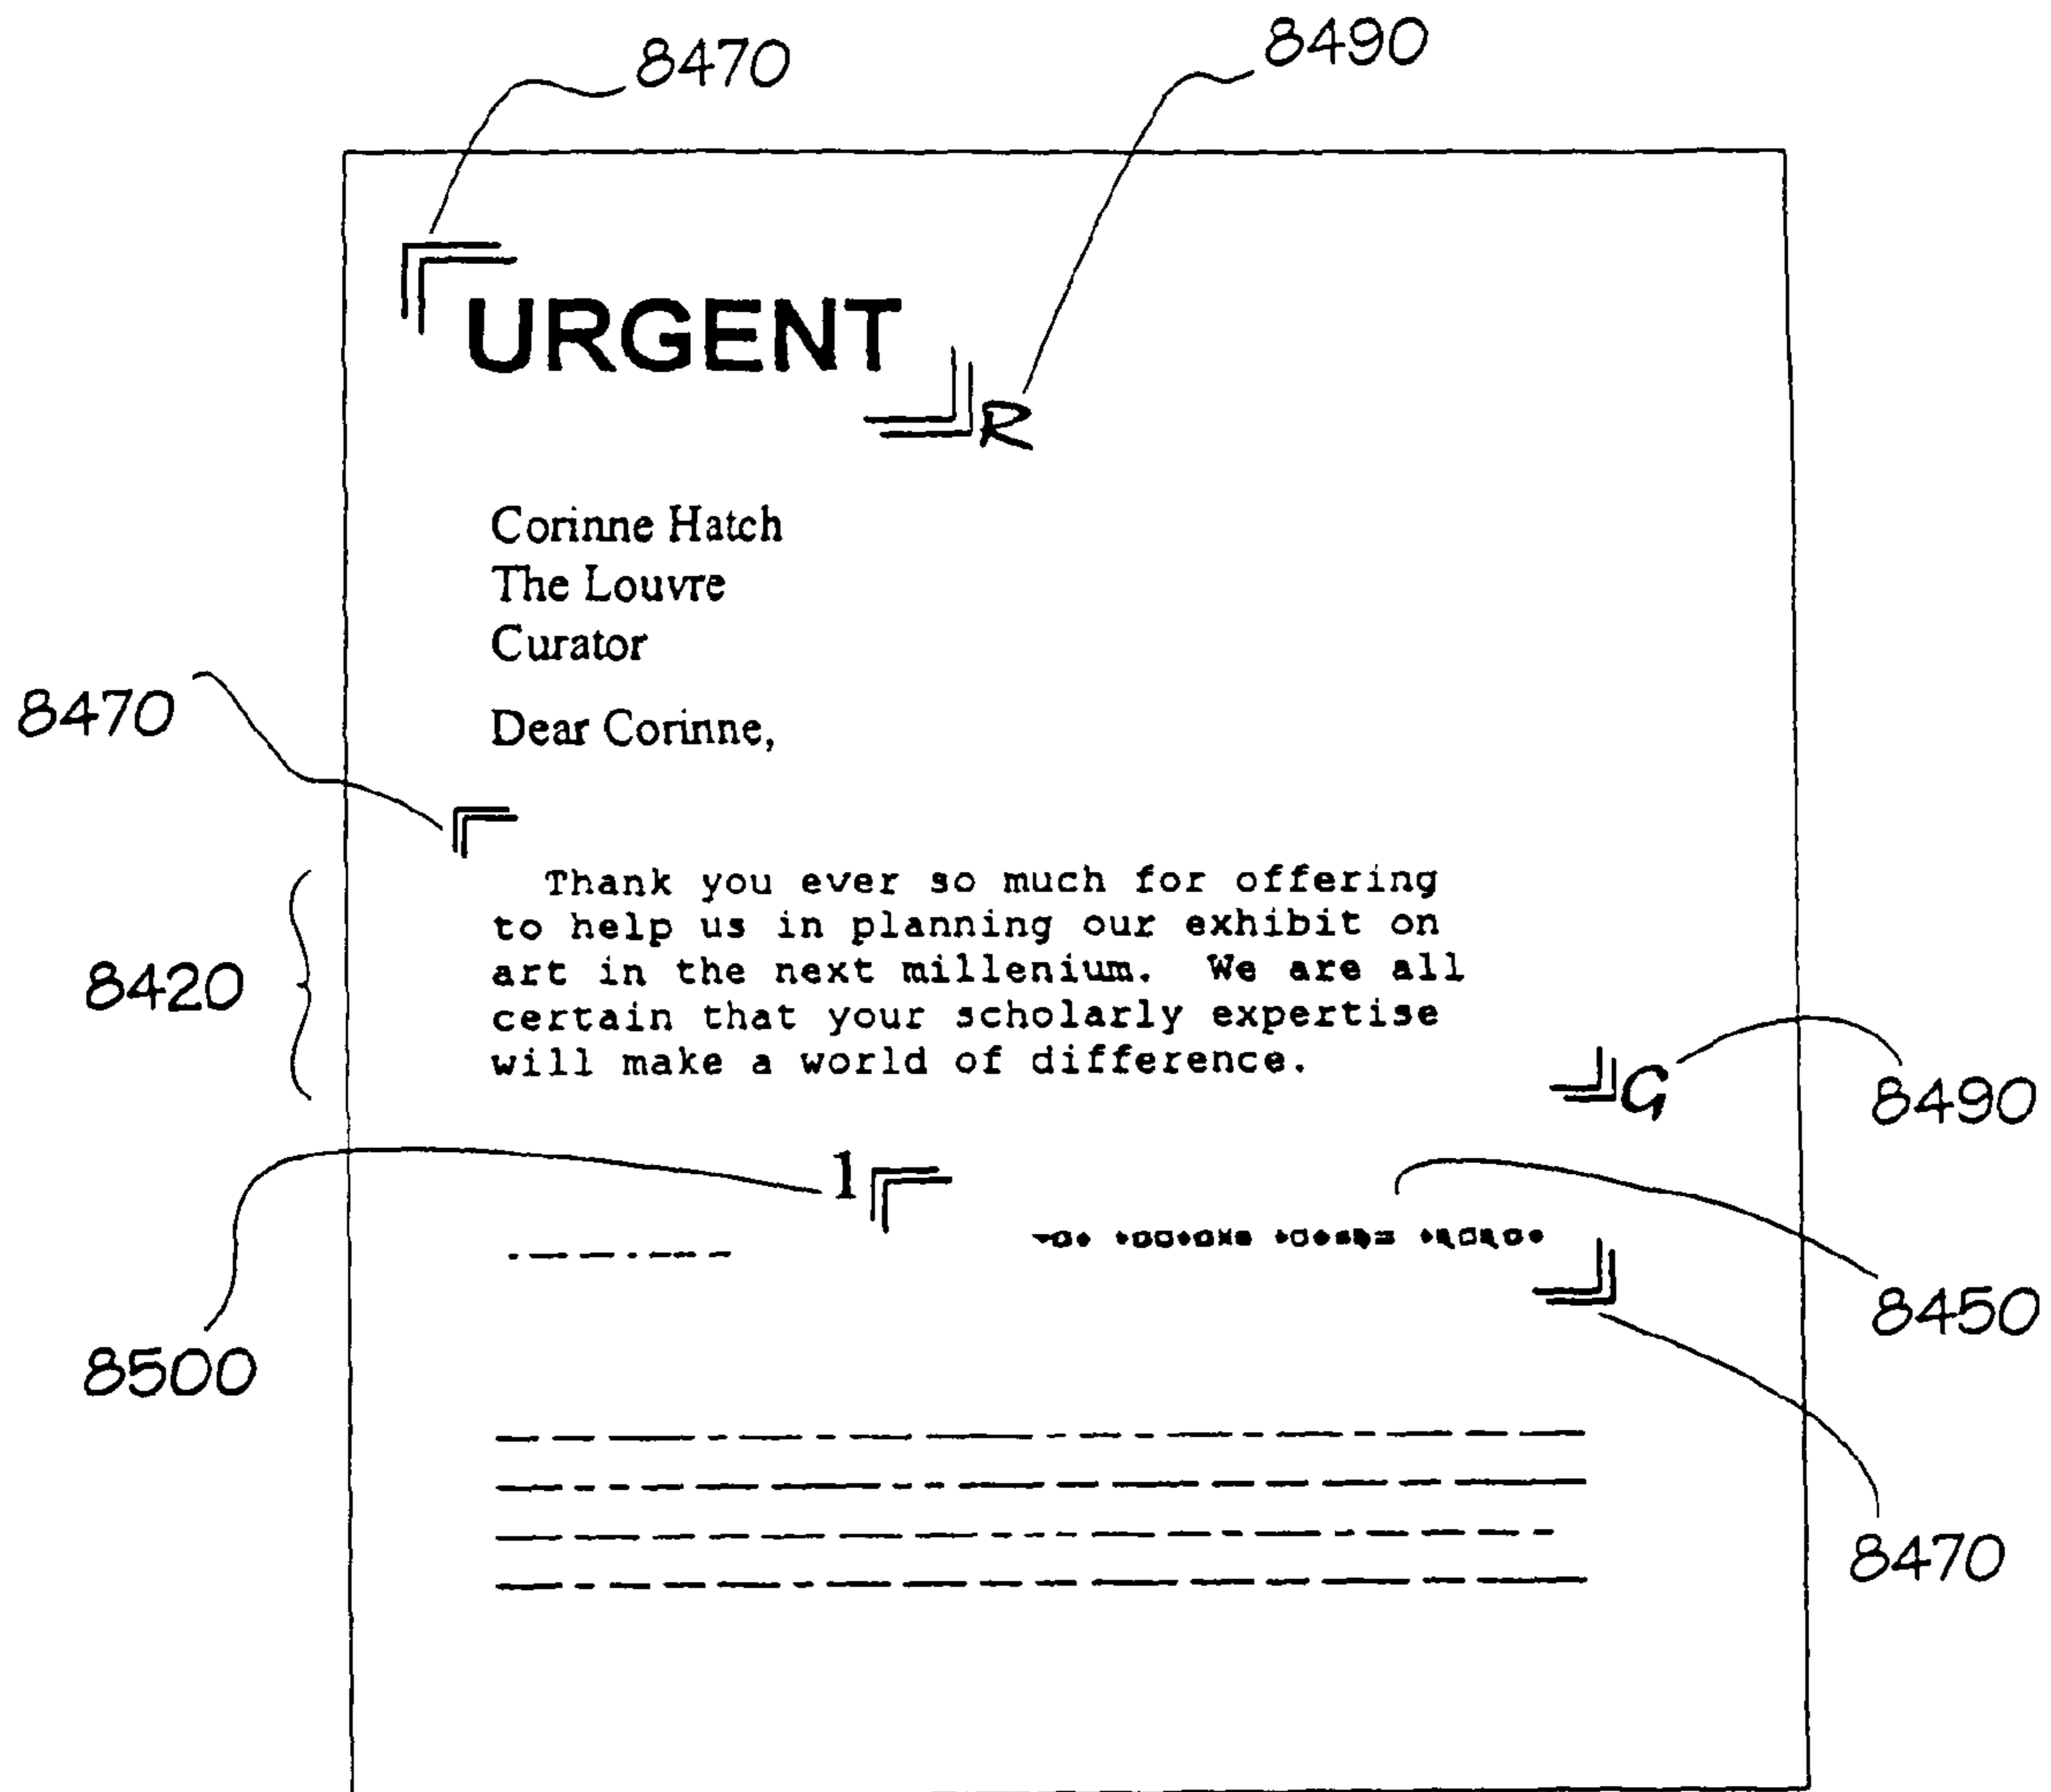 8470
8490
URGENT
R
Corinne Hatch
The Louvre
Curator
8470
Dear Corinne,
Thank you ever so much for offering
to help us in planning our exhibit on
art in the next millenium. We are all
8420
certain that your scholarly expertise
will make a world of difference.
G
8490
1
8450
8500
8470